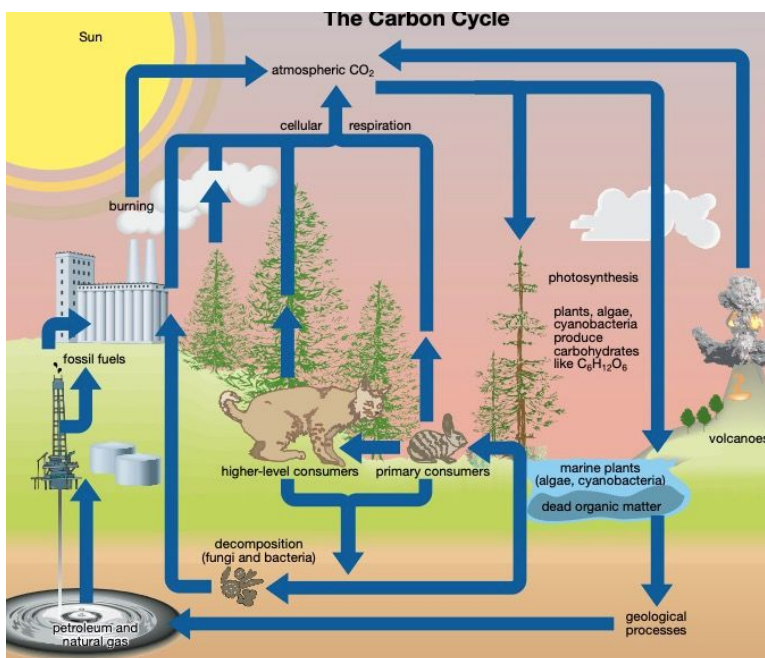 The Carbon Cycle
Sun
atmospheric CO₂
cellular respiration
burning
photosynthesis
plants, algae,
cyanobacteria
produce
carbohydrates
like C₆H₁₂O₆
fossil fuels
volcanoes
higher-level consumers
primary consumers
marine plants
(algae, cyanobacteria)
dead organic matter
decomposition
(fungi and bacteria)
geological
processes
petroleum and
natural gas